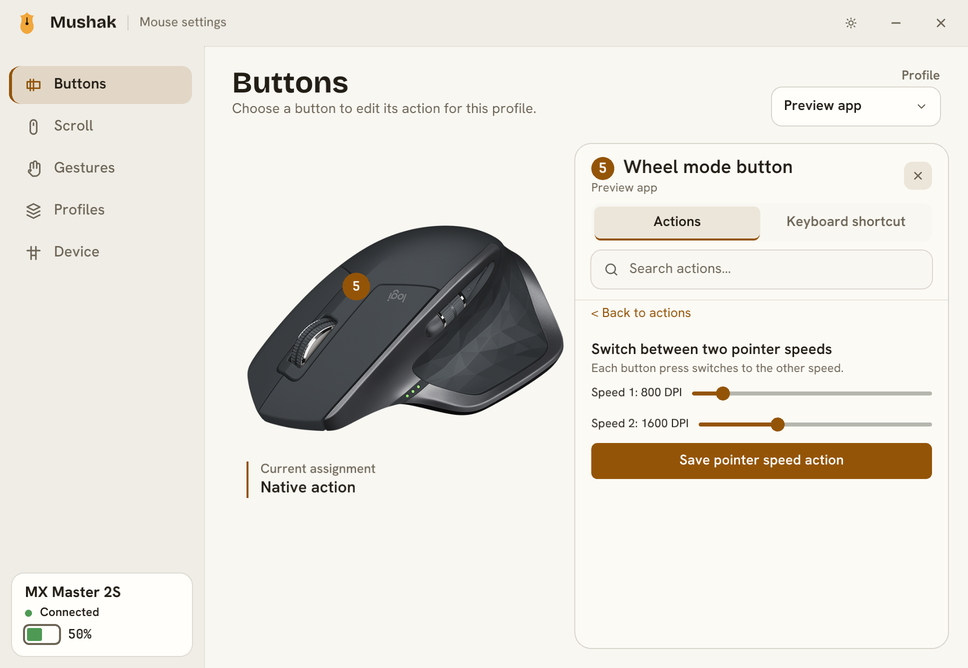 Mushak
Mouse settings
Buttons
Scroll
Gestures
Profiles
Device
MX Master 2S
Connected
50%
Buttons
Choose a button to edit its action for this profile.
Profile
Preview app
5
logi
Current assignment
Native action
5 Wheel mode button
Preview app
Actions
Keyboard shortcut
Search actions...
< Back to actions
Switch between two pointer speeds
Each button press switches to the other speed.
Speed 1: 800 DPI
Speed 2: 1600 DPI
Save pointer speed action